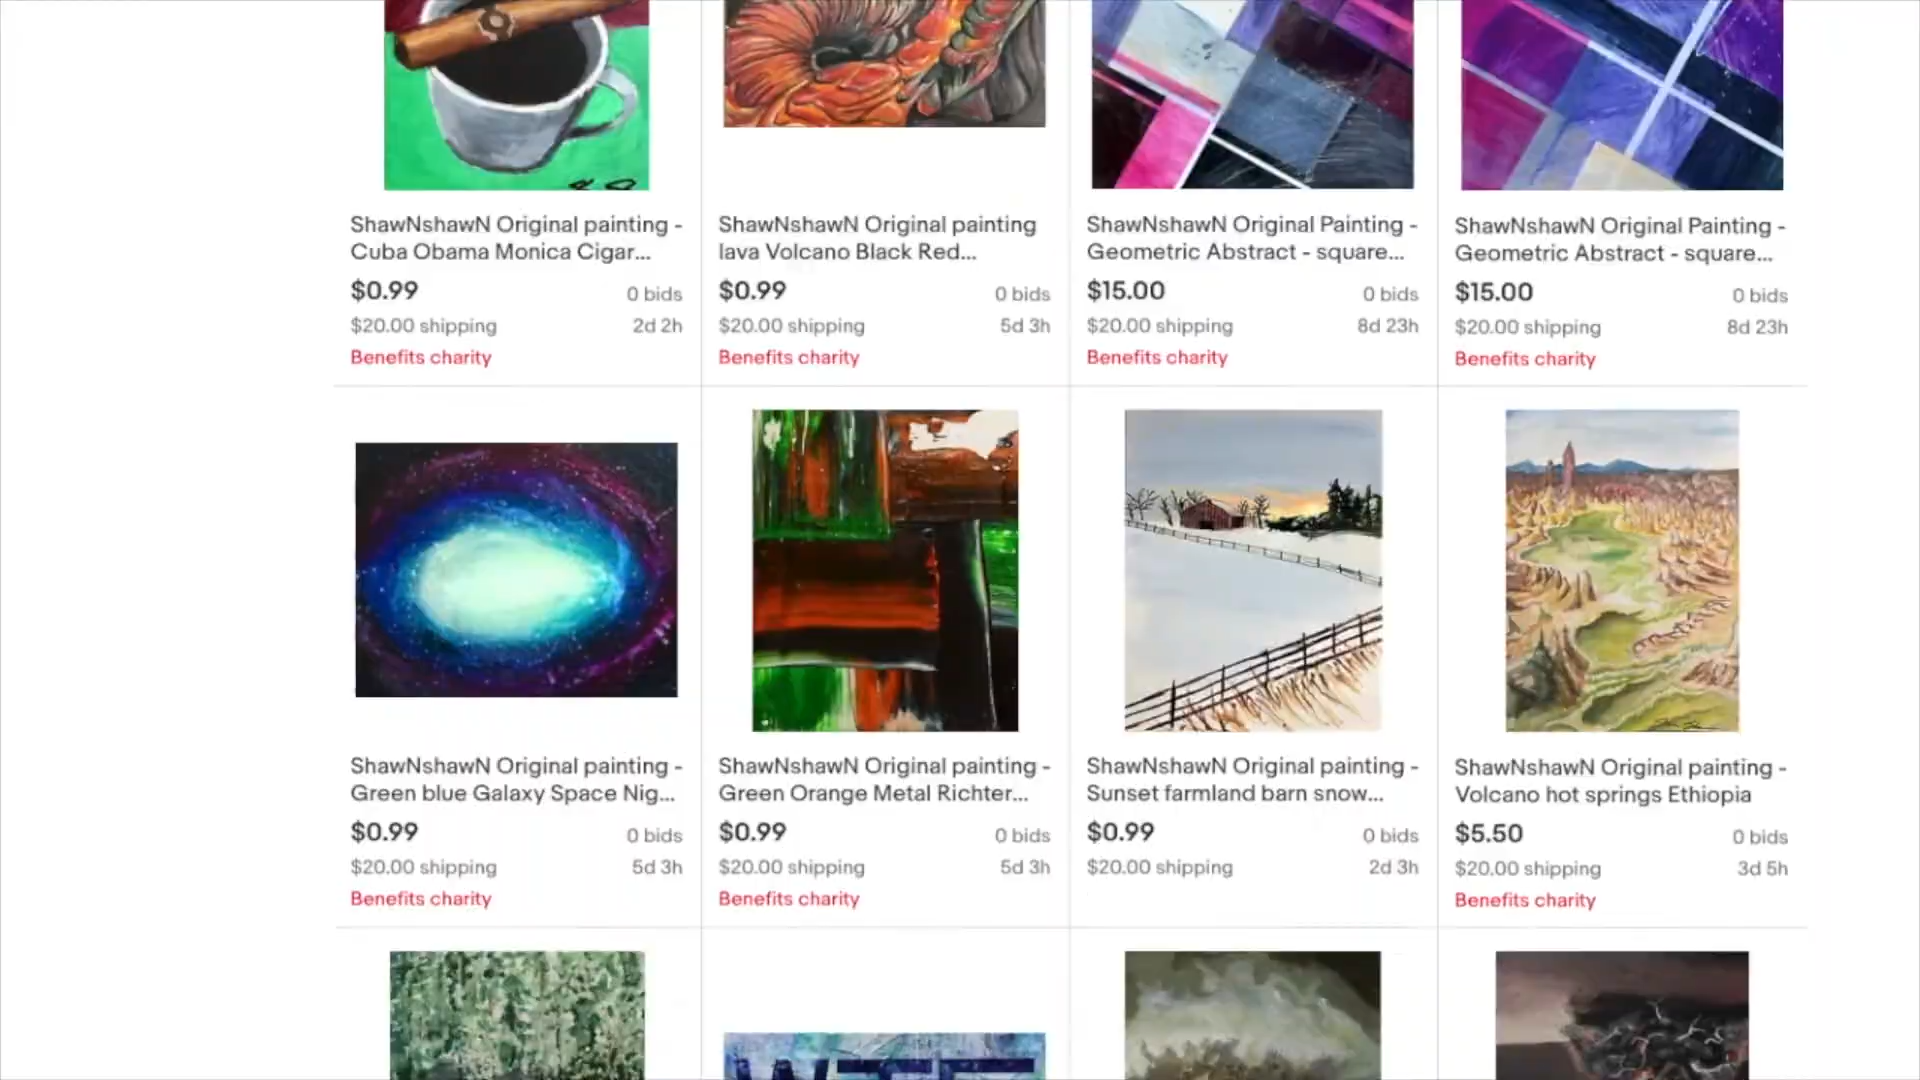 ShawNshawN Original painting -
Cuba Obama Monica Cigar...
$0.99
0 bids
$20.00 shipping
2d 2h
Benefits charity
ShawNshawN Original painting
lava Volcano Black Red...
$0.99
0 bids
$20.00 shipping
5d 3h
Benefits charity
ShawNshawN Original Painting -
Geometric Abstract - square...
$15.00
0 bids
$20.00 shipping
8d 23h
Benefits charity
ShawNshawN Original Painting -
Geometric Abstract - square...
$15.00
0 bids
$20.00 shipping
8d 23h
Benefits charity
ShawNshawN Original painting -
Green blue Galaxy Space Nig...
$0.99
0 bids
$20.00 shipping
5d 3h
Benefits charity
ShawNshawN Original painting -
Green Orange Metal Richter...
$0.99
0 bids
$20.00 shipping
5d 3h
Benefits charity
ShawNshawN Original painting -
Sunset farmland barn snow...
$0.99
0 bids
$20.00 shipping
2d 3h
ShawNshawN Original painting -
Volcano hot springs Ethiopia
$5.50
0 bids
$20.00 shipping
3d 5h
Benefits charity